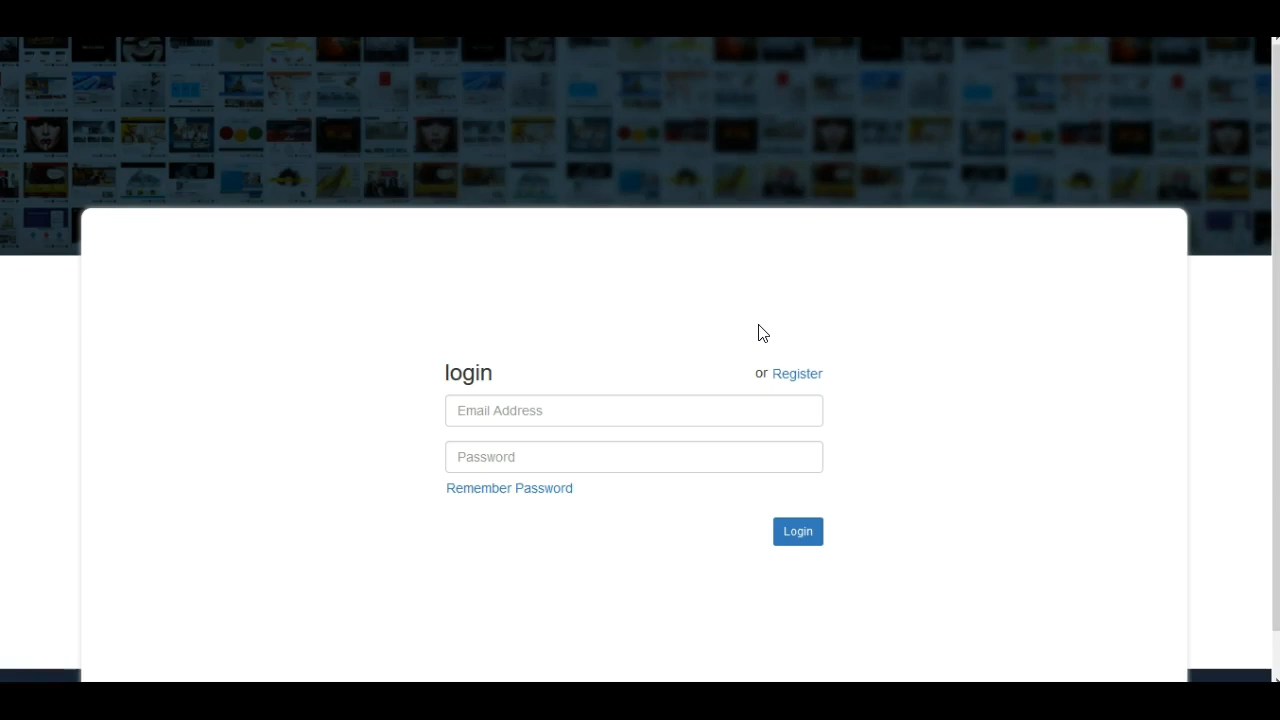 login or Register
Email Address
Password
Remember Password
Login